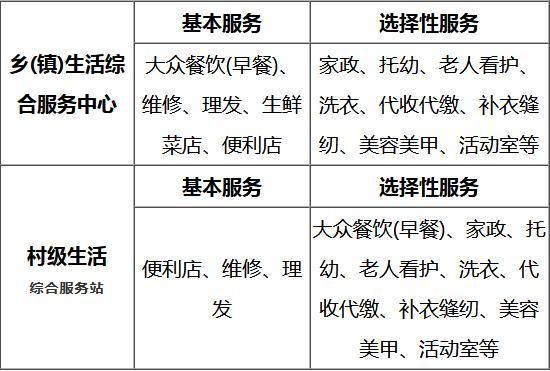 基本服务
选择性服务
乡(镇)生活综
合服务中心
大众餐饮(早餐)、
维修、理发、生鲜
菜店、便利店
家政、托幼、老人看护、
洗衣、代收代缴、补衣缝
纫、美容美甲、活动室等
基本服务
选择性服务
村级生活
综合服务站
便利店、维修、理
发
大众餐饮(早餐)、家政、托
幼、老人看护、洗衣、代
收代缴、补衣缝纫、美容
美甲、活动室等